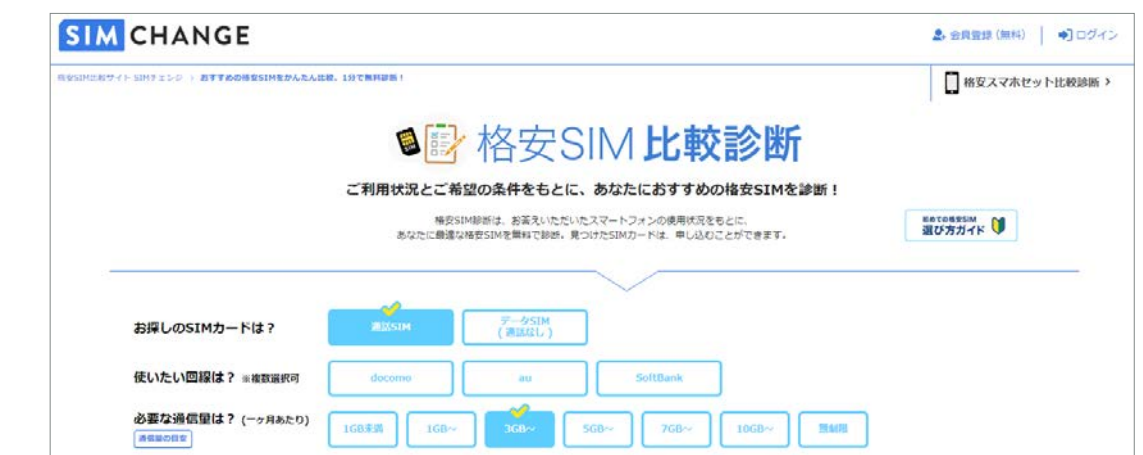 SIM CHANGE
会員登録(無料)
ログイン
格安SIM比較サイト SIMチェンジ > おすすめの格安SIMをかんたん比較、1分で無料診断!
格安スマホセット比較診断 >
格安SIM 比較診断
ご利用状況とご希望の条件をもとに、あなたにおすすめの格安SIMを診断!
格安SIM診断は、お答えいただいたスマートフォンの使用状況をもとに、
あなたに最適な格安SIMを無料で診断。見つけたSIMカードは、申し込むことができます。
初めての格安SIM
選び方ガイド
お探しのSIMカードは?
通話SIM
データSIM
(通話なし)
使いたい回線は? ※複数選択可
docomo
au
SoftBank
必要な通信量は? (一ヶ月あたり)
通信量の目安
1GB未満
1GB~
3GB~
5GB~
7GB~
10GB~
無制限